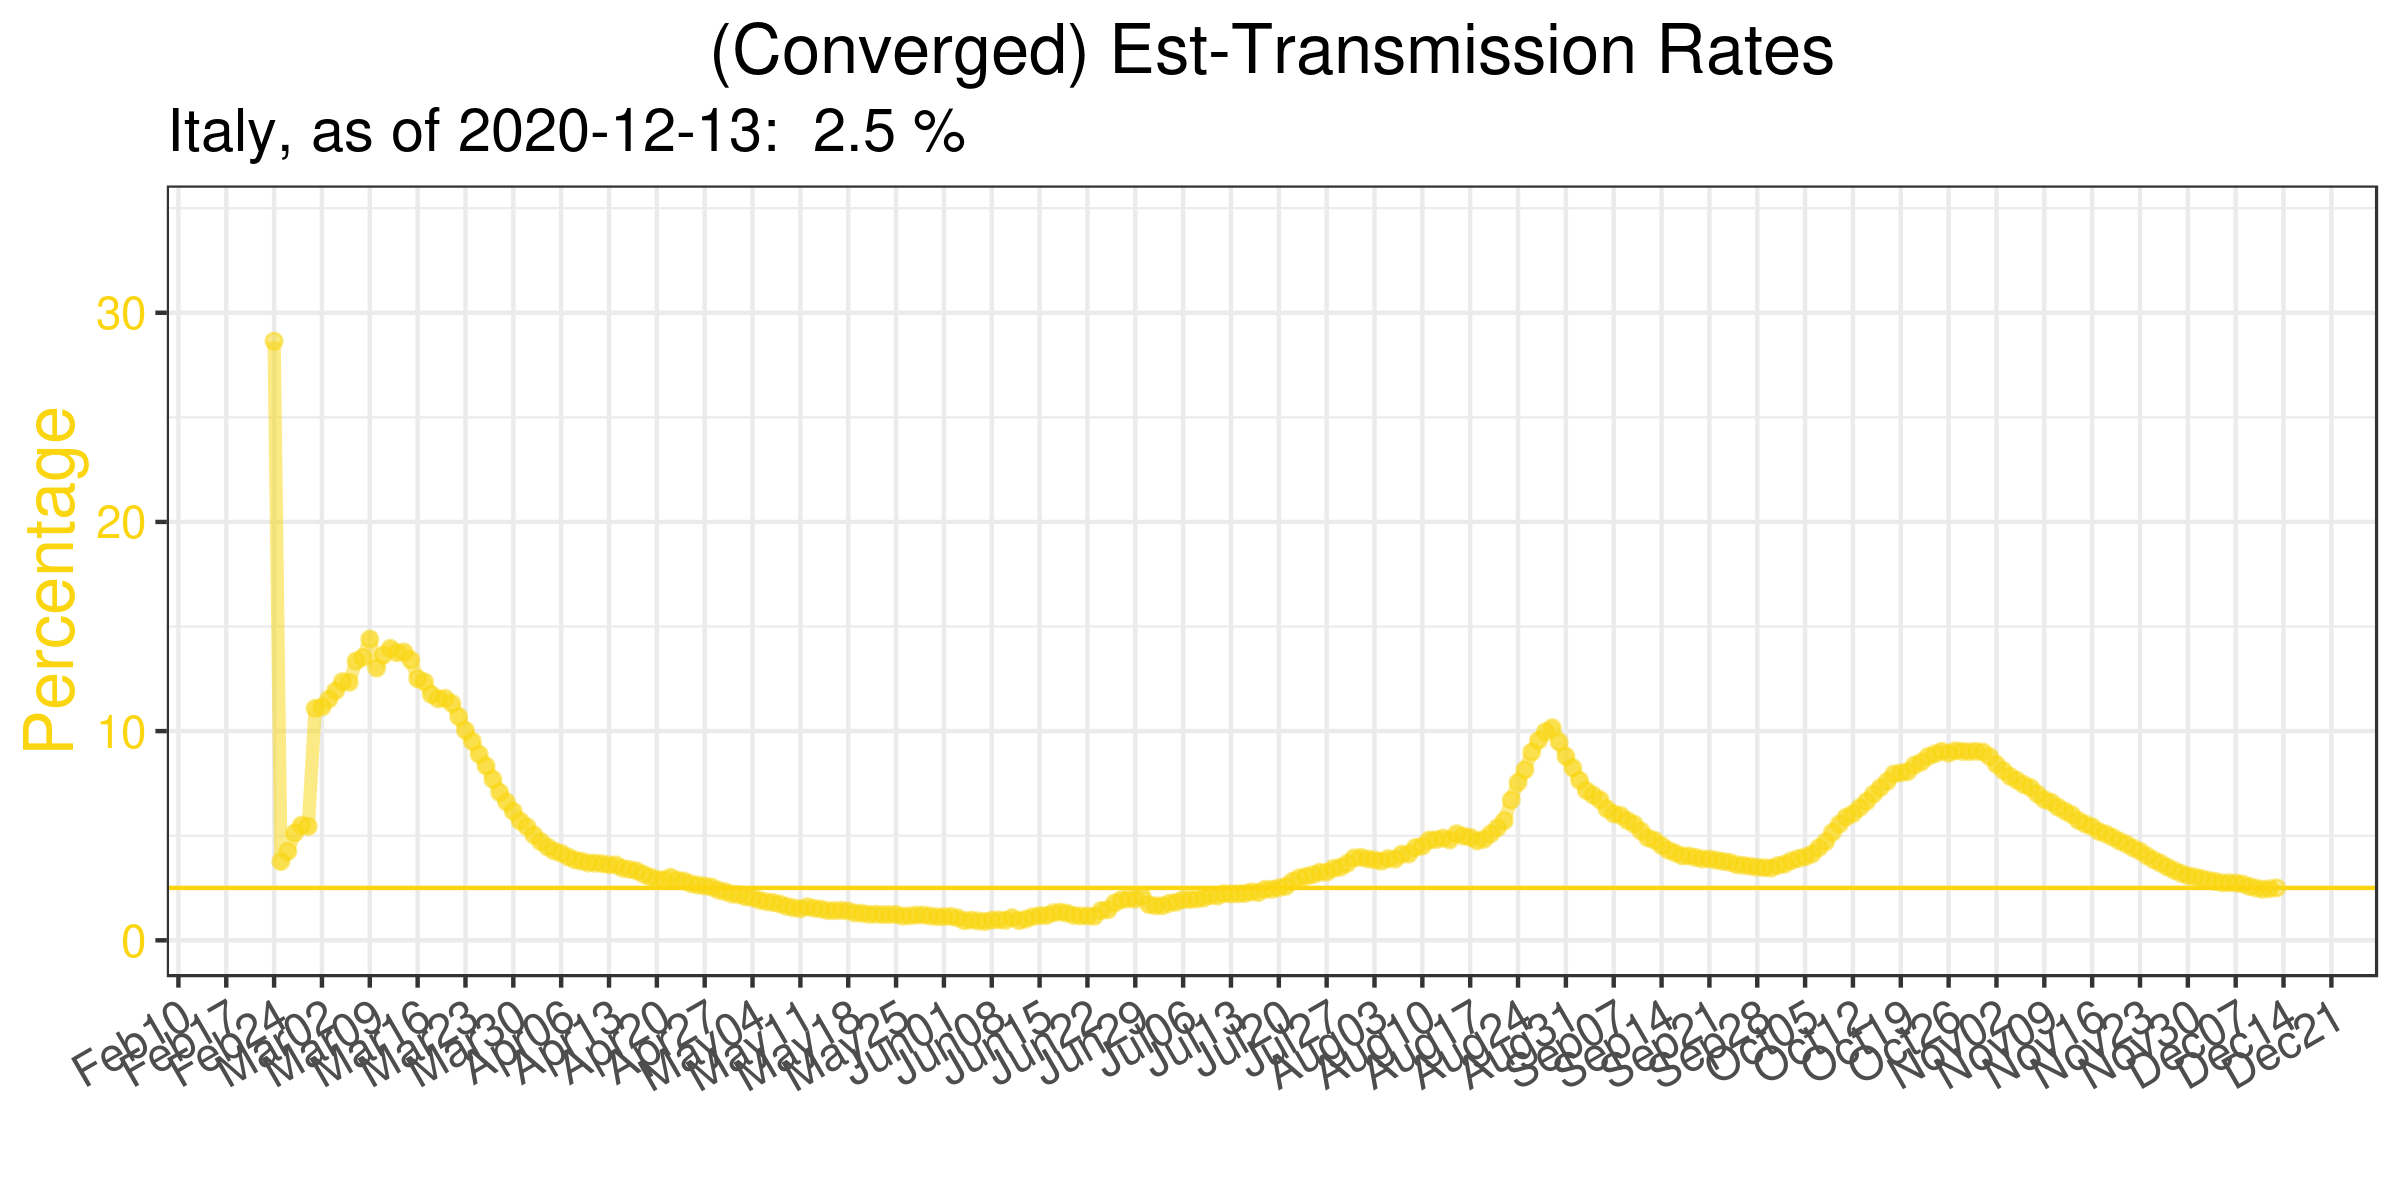 (Converged) Est-Transmission Rates
Italy, as of 2020-12-13:  2.5 %
Percentage
30
20
10
0
Feb10
Feb17
Feb24
Mar02
Mar09
Mar16
Mar23
Mar30
Apr06
Apr13
Apr20
Apr27
May04
May11
May18
May25
Jun01
Jun08
Jun15
Jun22
Jun29
Jul06
Jul13
Jul20
Jul27
Aug03
Aug10
Aug17
Aug24
Aug31
Sep07
Sep14
Sep21
Sep28
Oct05
Oct12
Oct19
Oct26
Nov02
Nov09
Nov16
Nov23
Nov30
Dec07
Dec14
Dec21